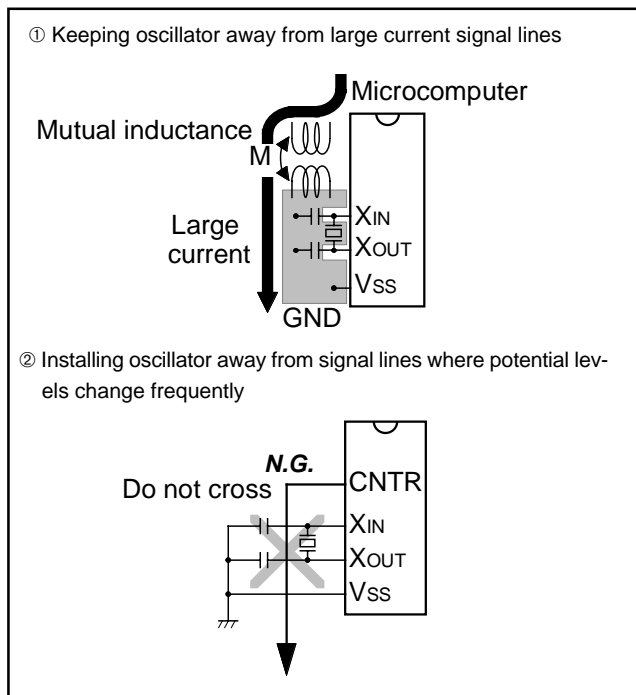 ① Keeping oscillator away from large current signal lines
Microcomputer
Mutual inductance
M
Large
current
XIN
XOUT
VSS
GND
② Installing oscillator away from signal lines where potential lev-
els change frequently
N.G.
Do not cross
CNTR
XIN
XOUT
VSS